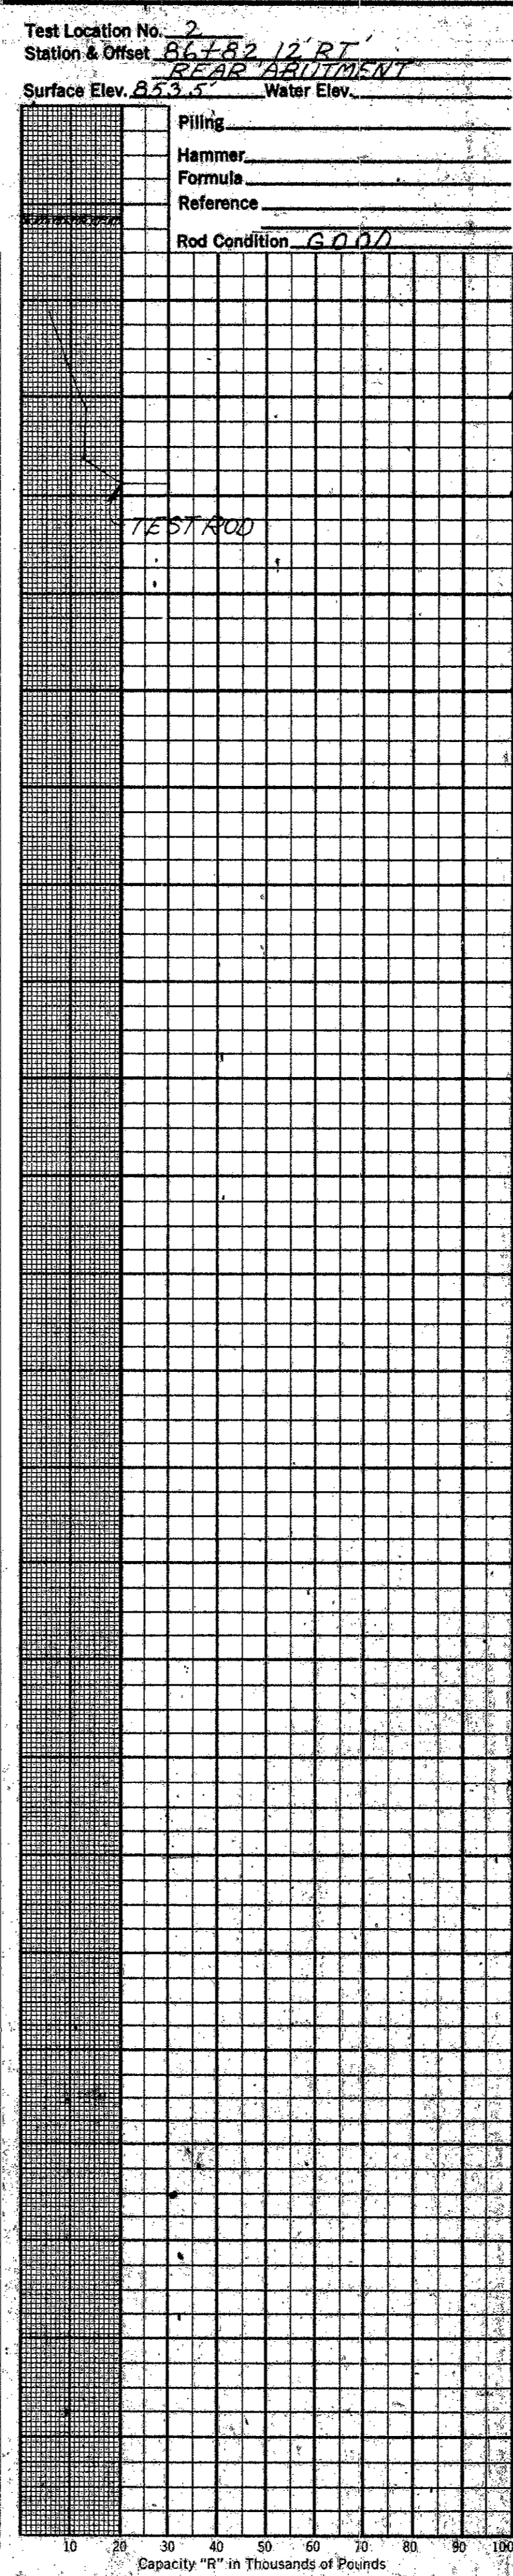 Test Location No. 2
Station & Offset 86+82, 12' RT,
REAR ABUTMENT
Surface Elev. 853.5' Water Elev.
Piling
Hammer
Formula
Reference
Rod Condition GOOD
TEST ROD
10 20 30 40 50 60 70 80 90 100
Capacity "R" in Thousands of Pounds